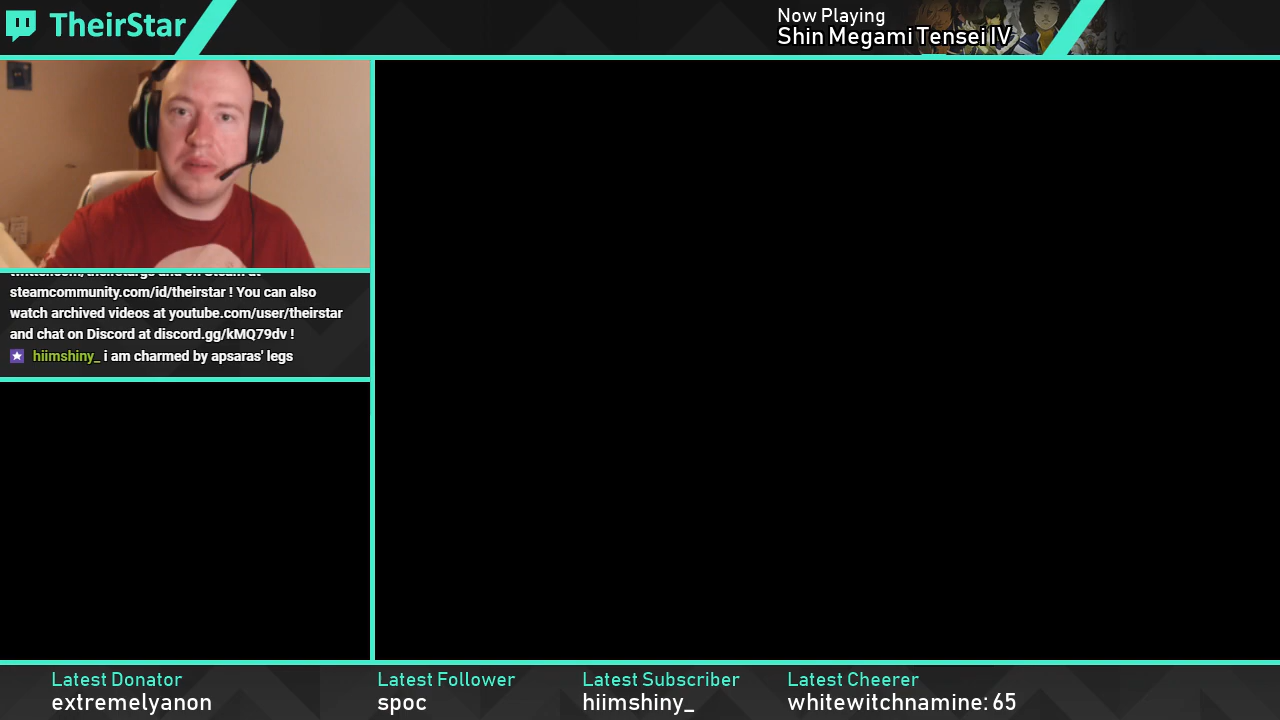 TheirStar
Now Playing
Shin Megami Tensei IV
steamcommunity.com/id/theirstar ! You can also
watch archived videos at youtube.com/user/theirstar
and chat on Discord at discord.gg/kMQ79dv !
hiimshiny_ i am charmed by apsaras' legs
Latest Donator
extremelyanon
Latest Follower
spoc
Latest Subscriber
hiimshiny_
Latest Cheerer
whitewitchnamine: 65